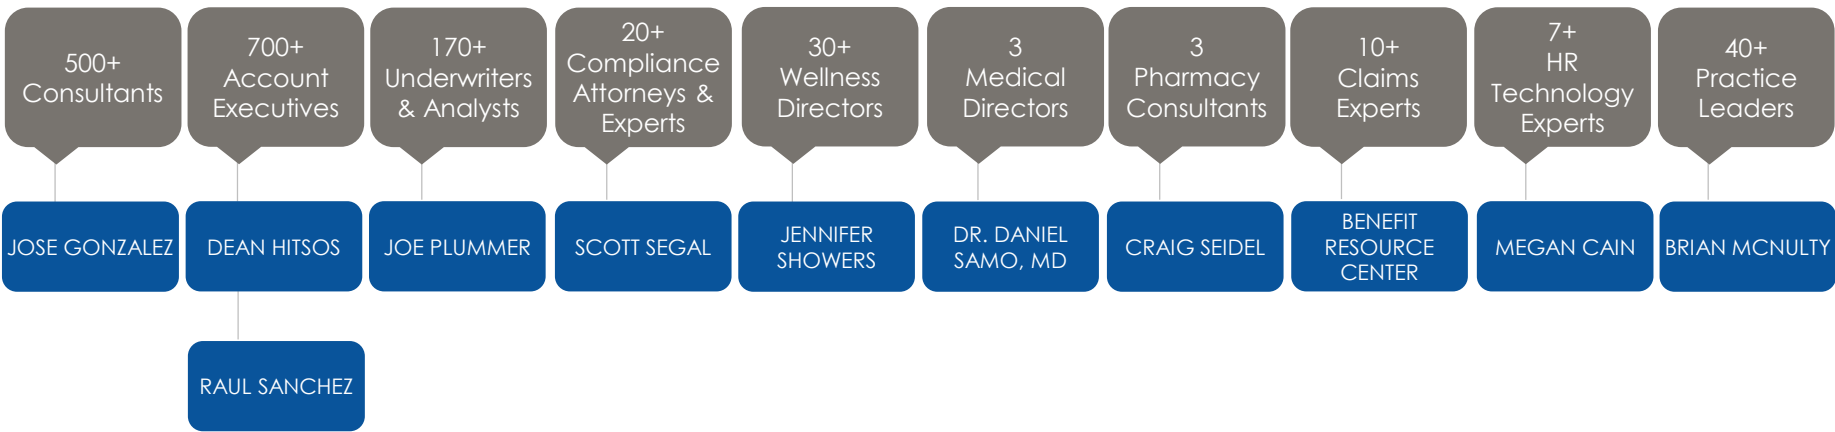 500+
Consultants
700+
Account
Executives
170+
Underwriters
& Analysts
20+
Compliance
Attorneys &
Experts
30+
Wellness
Directors
3
Medical
Directors
3
Pharmacy
Consultants
10+
Claims
Experts
7+
HR
Technology
Experts
40+
Practice
Leaders
JOSE GONZALEZ
DEAN HITSOS
JOE PLUMMER
SCOTT SEGAL
JENNIFER
SHOWERS
DR. DANIEL
SAMO, MD
CRAIG SEIDEL
BENEFIT
RESOURCE
CENTER
MEGAN CAIN
BRIAN MCNULTY
RAUL SANCHEZ